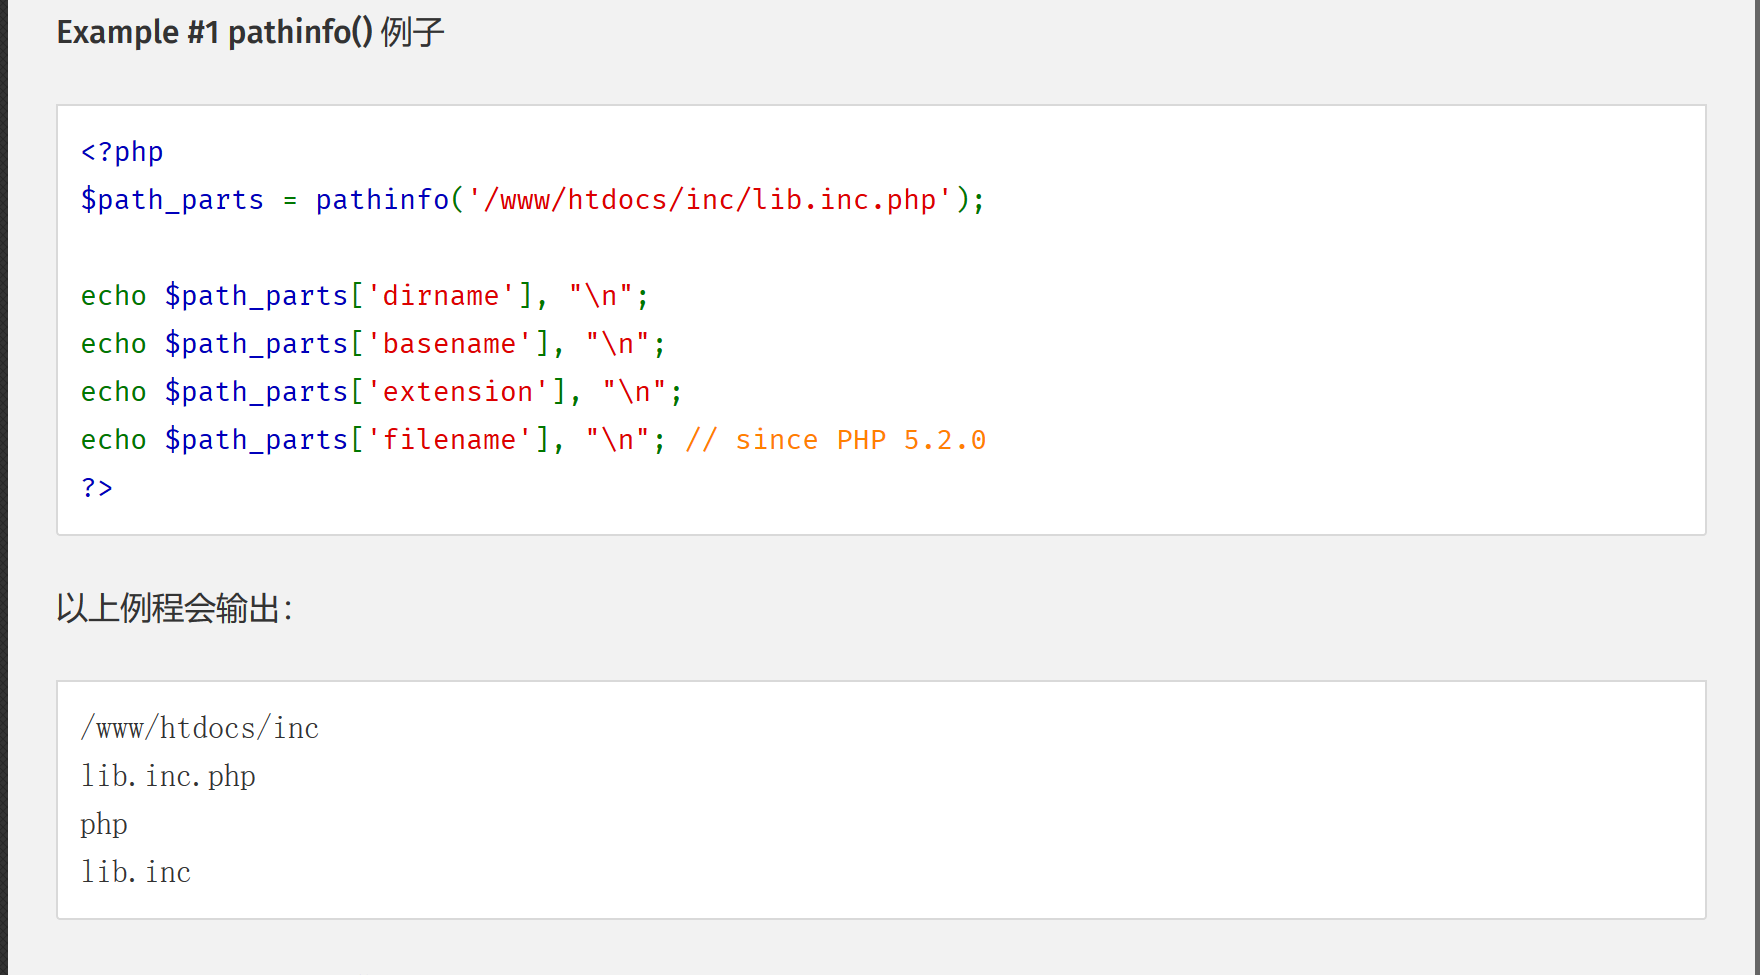 Example #1 pathinfo() 例子
<?php
$path_parts = pathinfo('/www/htdocs/inc/lib.inc.php');
echo $path_parts['dirname'], "\n";
echo $path_parts['basename'], "\n";
echo $path_parts['extension'], "\n";
echo $path_parts['filename'], "\n"; // since PHP 5.2.0
?>
以上例程会输出：
/www/htdocs/inc
lib.inc.php
php
lib.inc